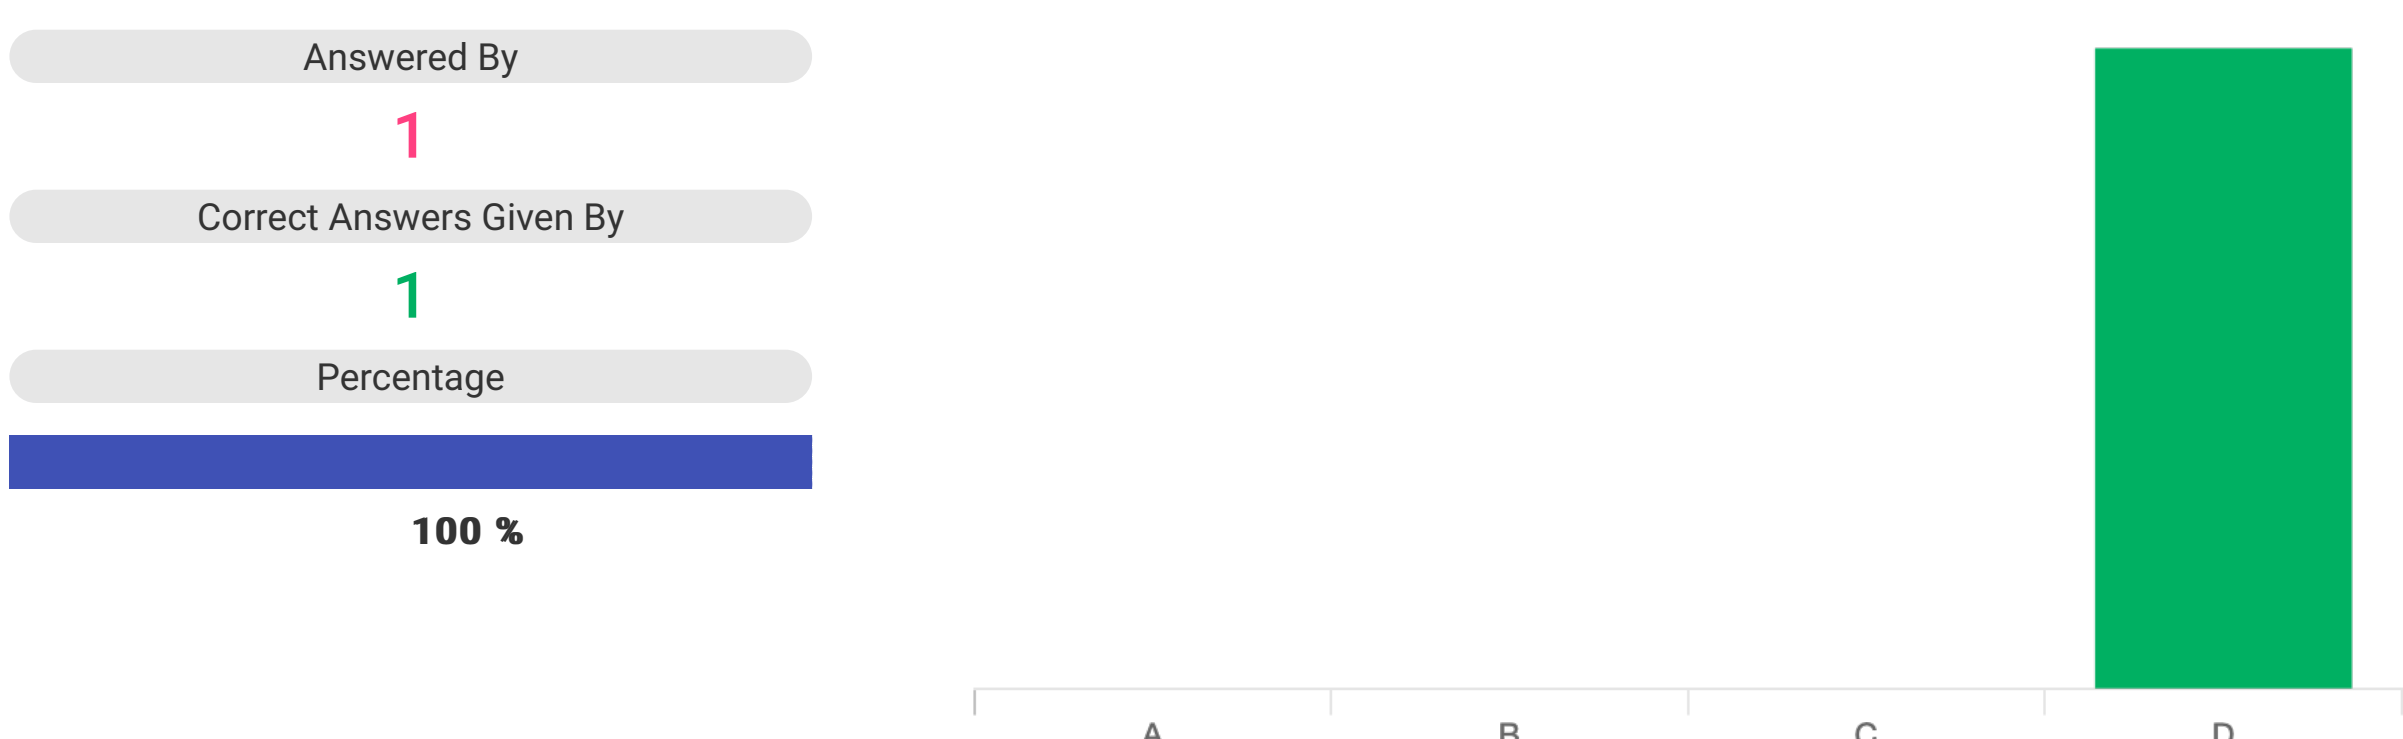 Answered By
1
Correct Answers Given By
1
Percentage
100 %
A B C D